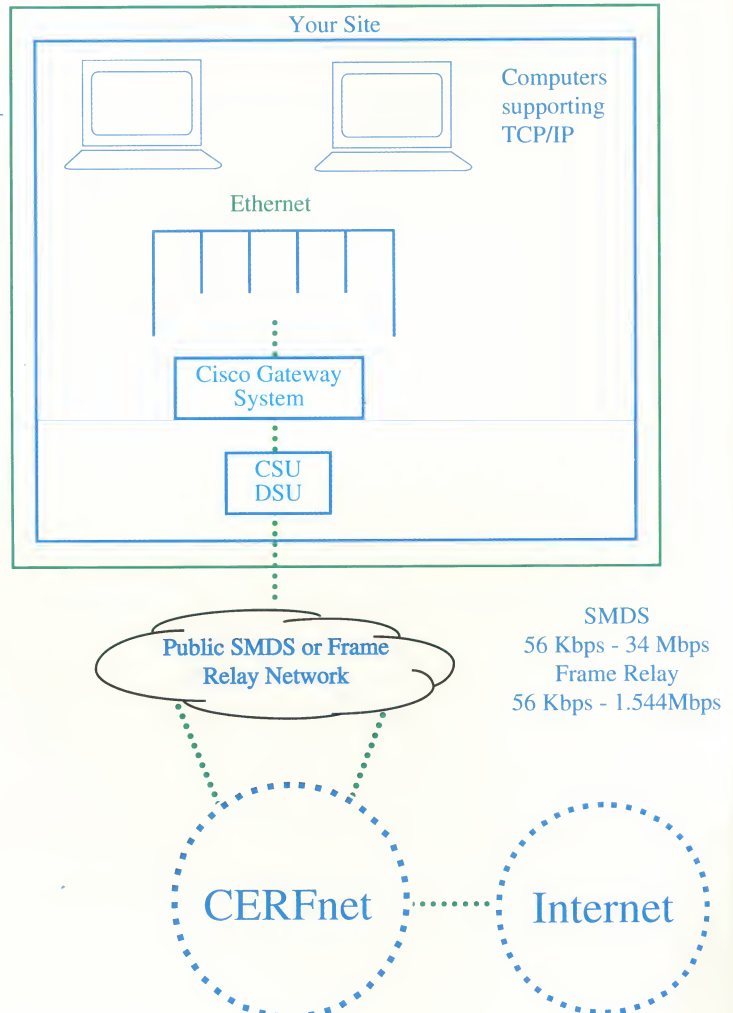 Your Site
Computers
supporting
TCP/IP
Ethernet
Cisco Gateway
System
CSU
DSU
Public SMDS or Frame
Relay Network
SMDS
56 Kbps - 34 Mbps
Frame Relay
56 Kbps - 1.544Mbps
CERFnet
Internet